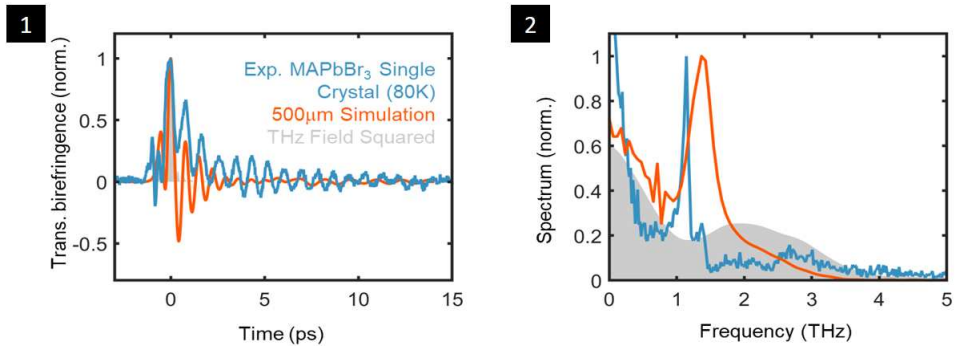 1
Trans. birefringence (norm.)
1
0.5
0
-0.5
Exp. MAPbBr₃ Single
Crystal (80K)
500μm Simulation
THz Field Squared
0 5 10 15
Time (ps)
2
Spectrum (norm.)
1
0.8
0.6
0.4
0.2
0
0 1 2 3 4 5
Frequency (THz)